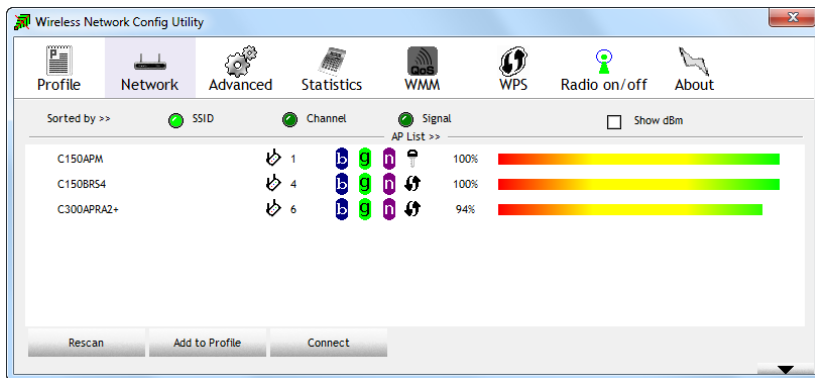 Wireless Network Config Utility
Profile Network Advanced Statistics QoS WMM WPS Radio on/off About
Sorted by >> SSID Channel Signal Show dBm
AP List >>
C150APM 1 b g n 100%
C150BRS4 4 b g n 100%
C300APRA2+ 6 b g n 94%
Rescan Add to Profile Connect